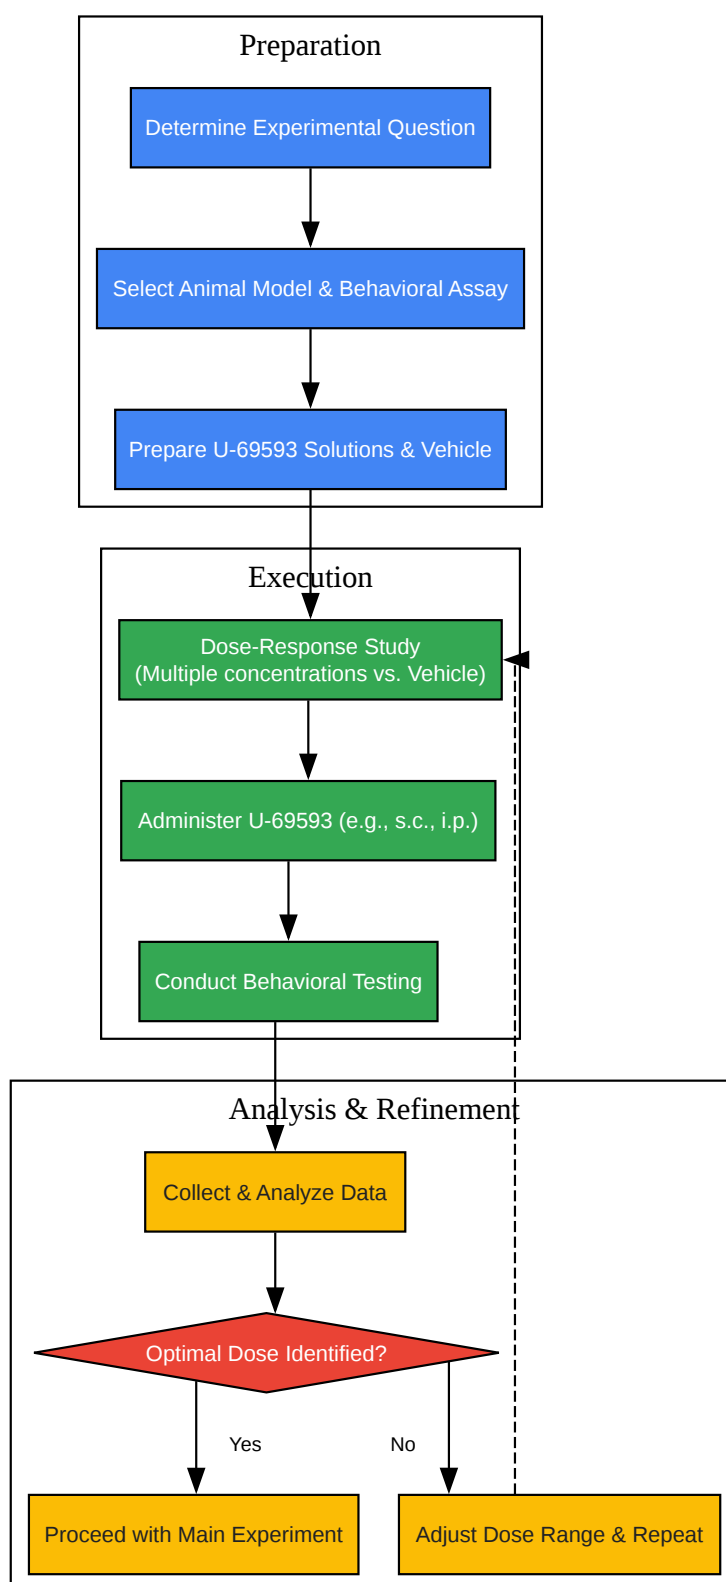 Preparation
Determine Experimental Question
Select Animal Model & Behavioral Assay
Prepare U-69593 Solutions & Vehicle
Execution
Dose-Response Study
(Multiple concentrations vs. Vehicle)
Administer U-69593 (e.g., s.c., i.p.)
Conduct Behavioral Testing
Analysis & Refinement
Collect & Analyze Data
Optimal Dose Identified?
Yes
No
Proceed with Main Experiment
Adjust Dose Range & Repeat